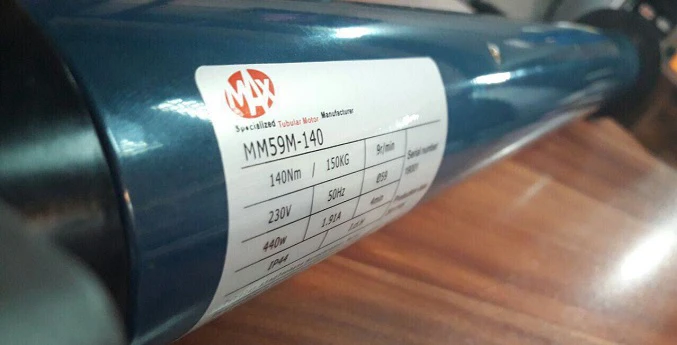 MAX
Specialized Tubular Motor Manufacturer
MM59M-140
140Nm / 150KG 9r/min Serial number
230V 50Hz Ø59
440w 1.91A 4min
IP44